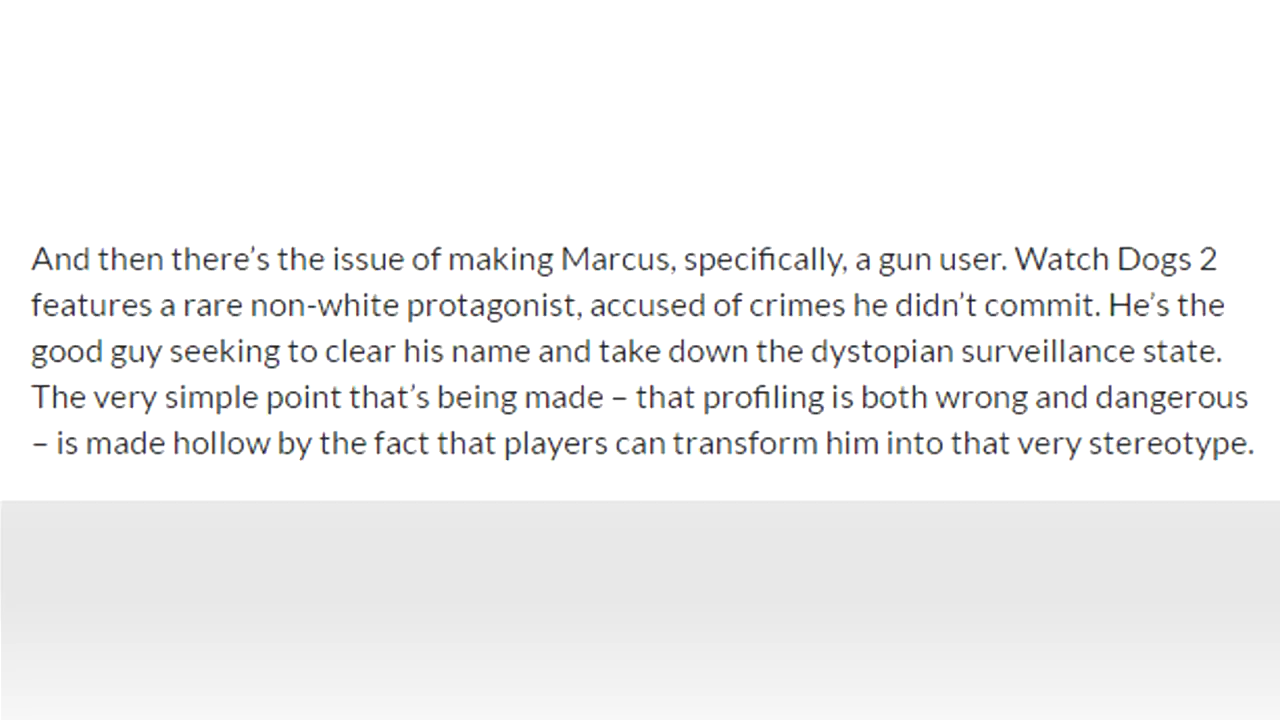 And then there’s the issue of making Marcus, specifically, a gun user. Watch Dogs 2
features a rare non-white protagonist, accused of crimes he didn’t commit. He’s the
good guy seeking to clear his name and take down the dystopian surveillance state.
The very simple point that’s being made – that profiling is both wrong and dangerous
– is made hollow by the fact that players can transform him into that very stereotype.